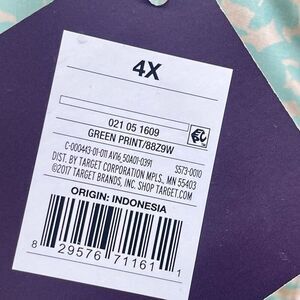 4X
021 05 1609
GREEN PRINT/88Z9W
C-000443-01-011 AV16_50A01-0391
S573-0010
DIST. BY TARGET CORPORATION MPLS, MN 55403
©2017 TARGET BRANDS, INC. SHOP TARGET.COM
ORIGIN: INDONESIA
8 29576 71161 1